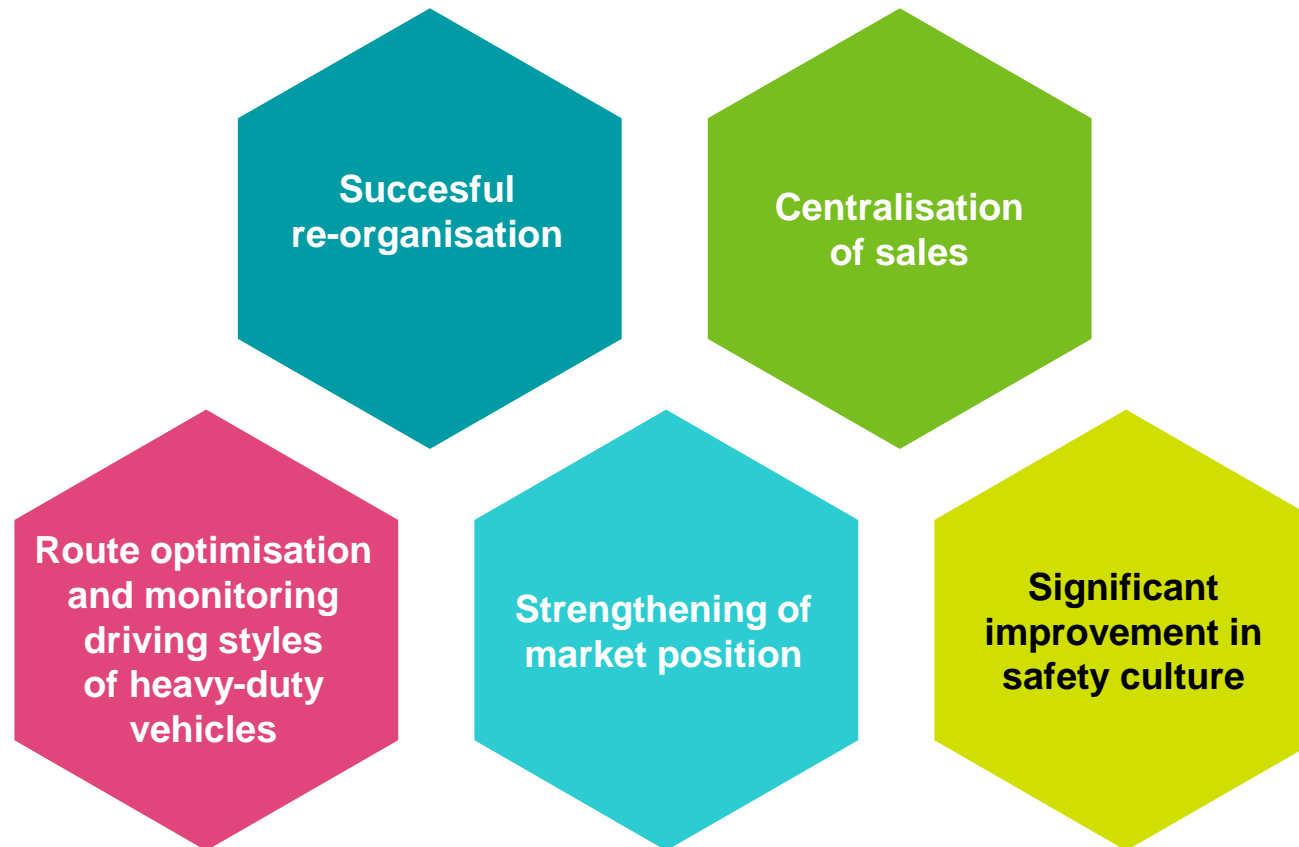 Succesful
re-organisation
Centralisation
of sales
Route optimisation
and monitoring
driving styles
of heavy-duty
vehicles
Strengthening of
market position
Significant
improvement in
safety culture